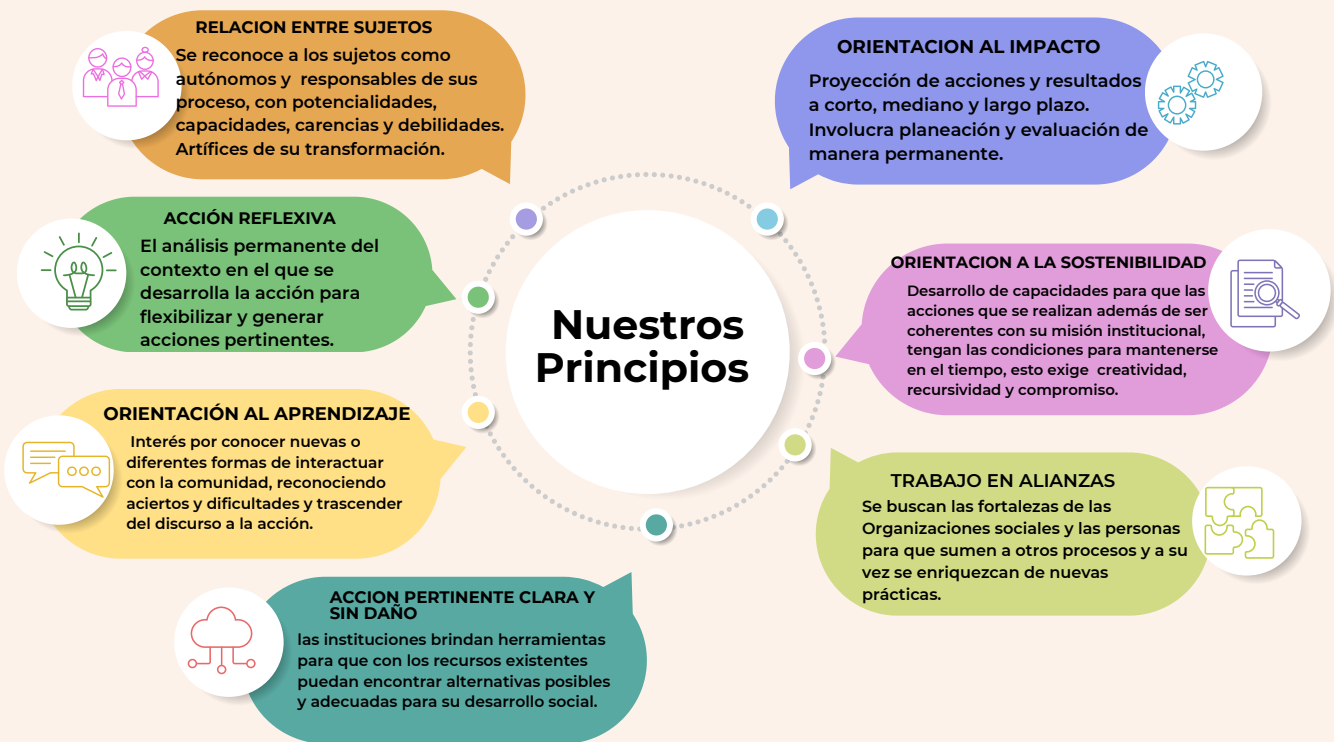 RELACION ENTRE SUJETOS
Se reconoce a los sujetos como
autónomos y responsables de sus
proceso, con potencialidades,
capacidades, carencias y debilidades.
Artífices de su transformación.
ACCIÓN REFLEXIVA
El análisis permanente del
contexto en el que se
desarrolla la acción para
flexibilizar y generar
acciones pertinentes.
ORIENTACIÓN AL APRENDIZAJE
Interés por conocer nuevas o
diferentes formas de interactuar
con la comunidad, reconociendo
aciertos y dificultades y trascender
del discurso a la acción.
ACCION PERTINENTE CLARA Y
SIN DAÑO
las instituciones brindan herramientas
para que con los recursos existentes
puedan encontrar alternativas posibles
y adecuadas para su desarrollo social.
Nuestros
Principios
ORIENTACION AL IMPACTO
Proyección de acciones y resultados
a corto, mediano y largo plazo.
Involucra planeación y evaluación de
manera permanente.
ORIENTACION A LA SOSTENIBILIDAD
Desarrollo de capacidades para que las
acciones que se realizan además de ser
coherentes con su misión institucional,
tengan las condiciones para mantenerse
en el tiempo, esto exige creatividad,
recursividad y compromiso.
TRABAJO EN ALIANZAS
Se buscan las fortalezas de las
Organizaciones sociales y las personas
para que sumen a otros procesos y a su
vez se enriquezcan de nuevas
prácticas.